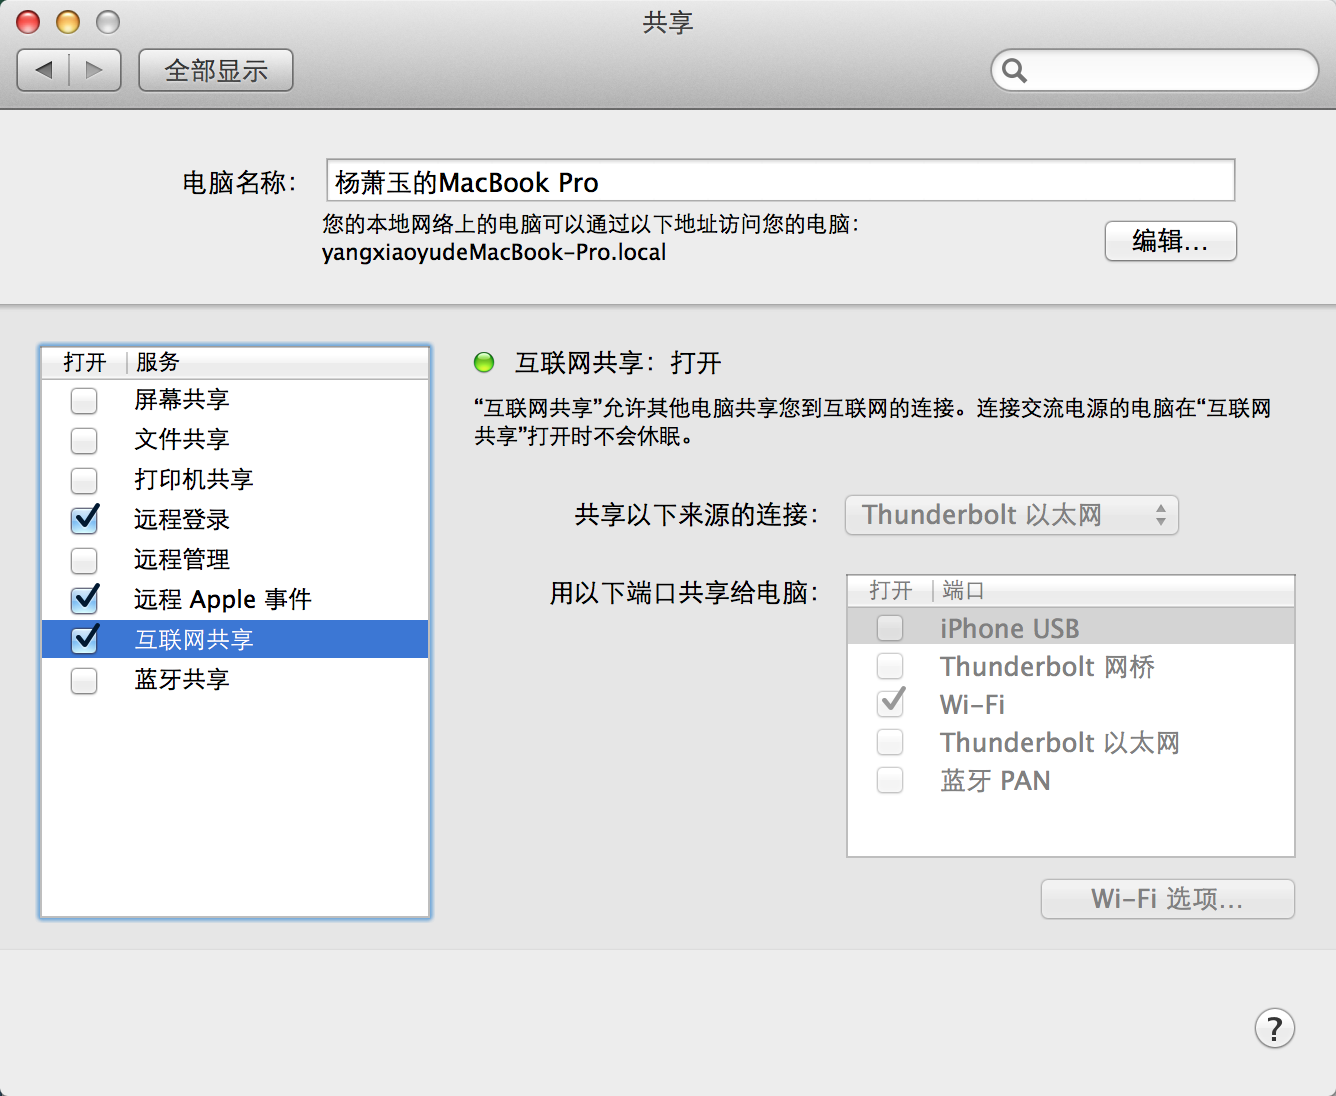 共享
全部显示
电脑名称：
杨萧玉的MacBook Pro
您的本地网络上的电脑可以通过以下地址访问您的电脑：
yangxiaoyudeMacBook-Pro.local
编辑...
打开 服务
屏幕共享
文件共享
打印机共享
远程登录
远程管理
远程 Apple 事件
互联网共享
蓝牙共享
互联网共享：打开
“互联网共享”允许其他电脑共享您到互联网的连接。连接交流电源的电脑在“互联网
共享”打开时不会休眠。
共享以下来源的连接：
Thunderbolt 以太网
用以下端口共享给电脑：
打开 端口
iPhone USB
Thunderbolt 网桥
Wi-Fi
Thunderbolt 以太网
蓝牙 PAN
Wi-Fi 选项...
?